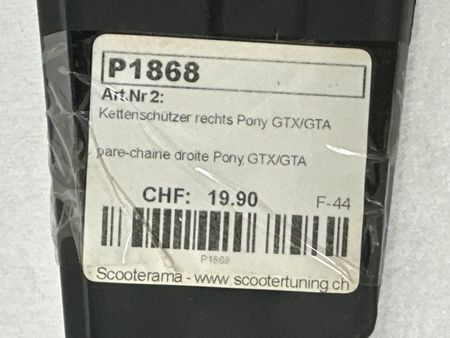 P1868
Art.Nr 2:
Kettenschützer rechts Pony GTX/GTA
pare-chaine droite Pony GTX/GTA
CHF: 19.90 F-44
P1868
Scooterama - www.scootertuning.ch